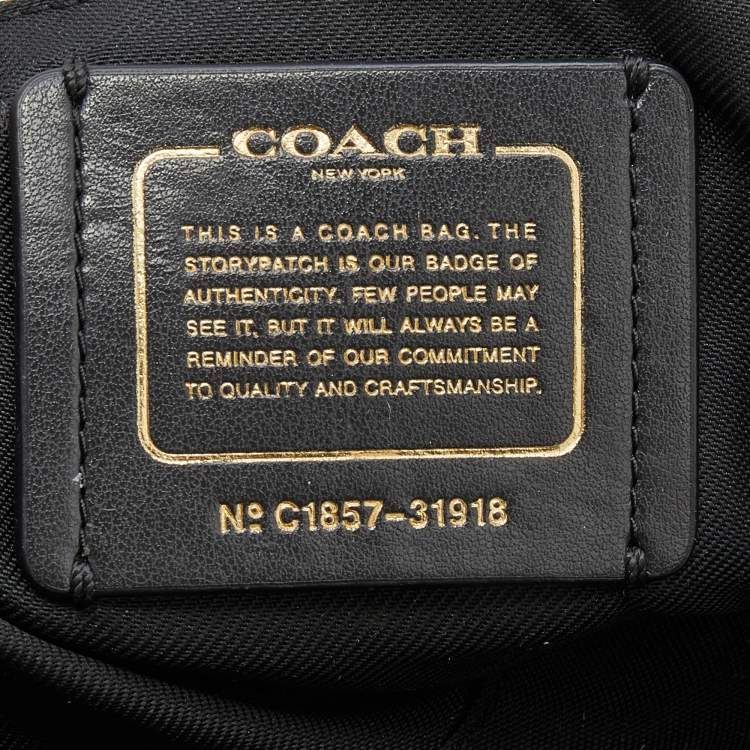 COACH
NEW YORK
THIS IS A COACH BAG. THE
STORYPATCH IS OUR BADGE OF
AUTHENTICITY. FEW PEOPLE MAY
SEE IT, BUT IT WILL ALWAYS BE A
REMINDER OF OUR COMMITMENT
TO QUALITY AND CRAFTSMANSHIP.
Nº C1857-31918